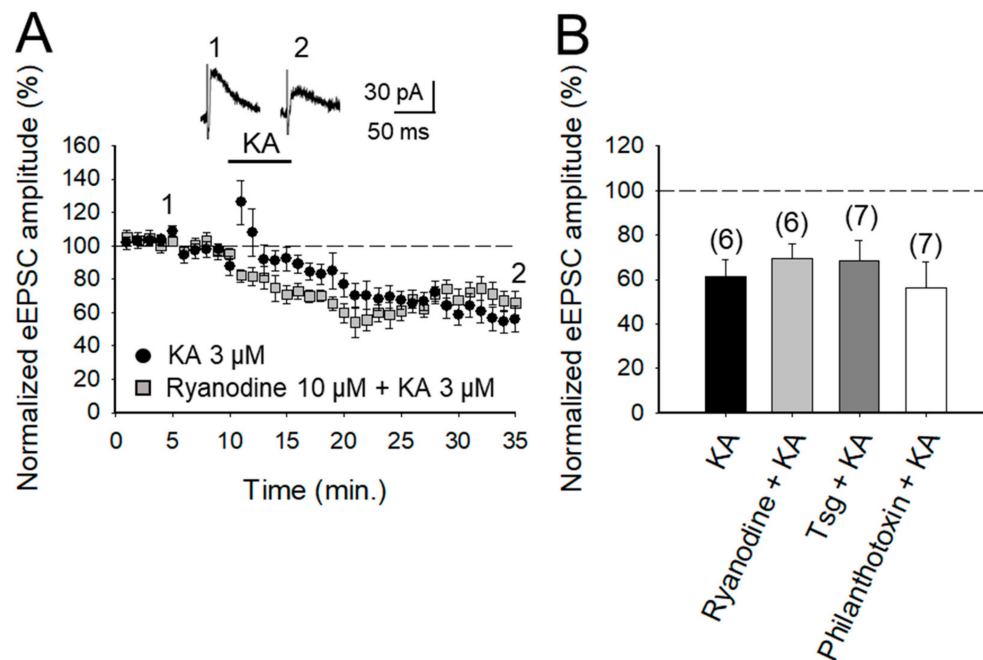 A
B
1
2
30 pA
50 ms
KA
Normalized eEPSC amplitude (%)
160
140
120
100
80
60
40
20
0
1
2
KA 3 µM
Ryanodine 10 µM + KA 3 µM
0
5
10
15
20
25
30
35
Time (min.)
Normalized eEPSC amplitude (%)
120
100
80
60
40
20
0
(6)
(6)
(7)
(7)
KA
Ryanodine + KA
Tsg + KA
Philanthotoxin + KA